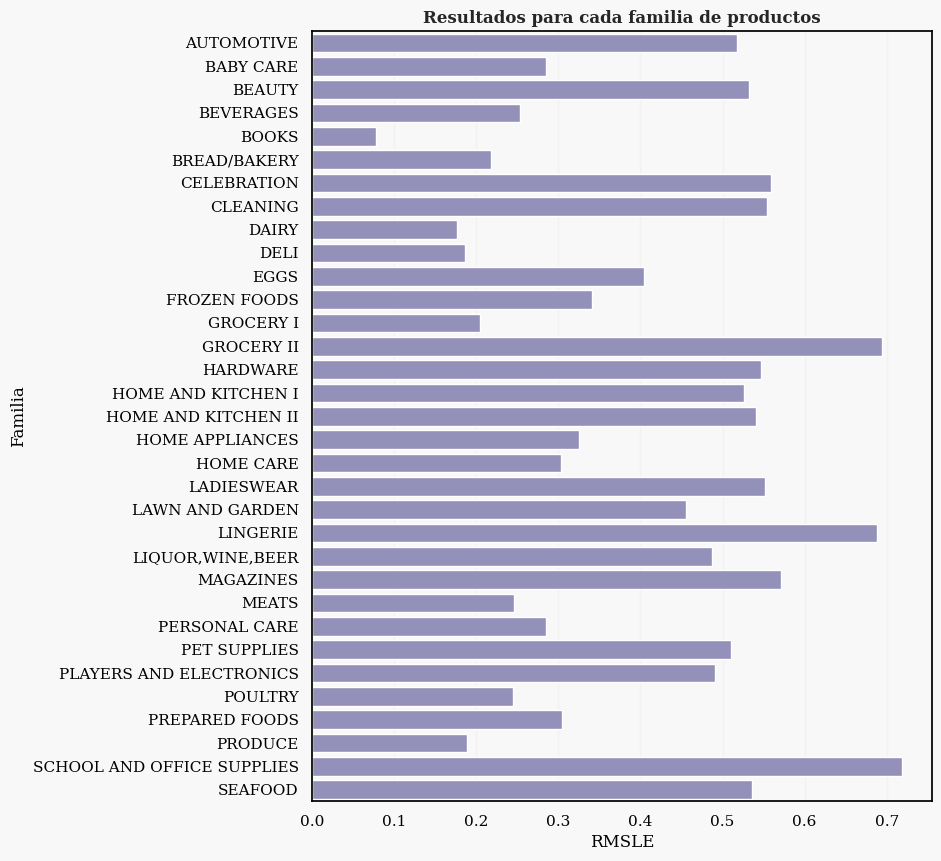 Resultados para cada familia de productos
AUTOMOTIVE
BABY CARE
BEAUTY
BEVERAGES
BOOKS
BREAD/BAKERY
CELEBRATION
CLEANING
DAIRY
DELI
EGGS
FROZEN FOODS
GROCERY I
GROCERY II
HARDWARE
HOME AND KITCHEN I
HOME AND KITCHEN II
HOME APPLIANCES
HOME CARE
LADIESWEAR
LAWN AND GARDEN
LINGERIE
LIQUOR,WINE,BEER
MAGAZINES
MEATS
PERSONAL CARE
PET SUPPLIES
PLAYERS AND ELECTRONICS
POULTRY
PREPARED FOODS
PRODUCE
SCHOOL AND OFFICE SUPPLIES
SEAFOOD
Familia
0.0 0.1 0.2 0.3 0.4 0.5 0.6 0.7
RMSLE